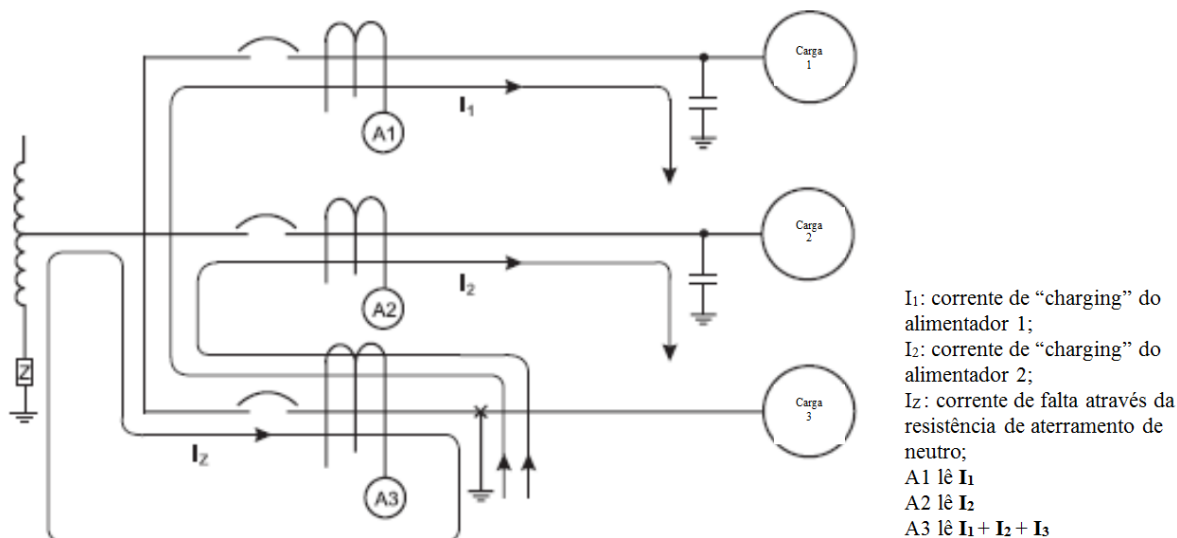 Carga
1
I₁
A1
Carga
2
I₂
A2
Z
Carga
3
I_Z
A3
I₁: corrente de “charging” do
alimentador 1;
I₂: corrente de “charging” do
alimentador 2;
I_Z: corrente de falta através da
resistência de aterramento de
neutro;
A1 lê I₁
A2 lê I₂
A3 lê I₁ + I₂ + I₃